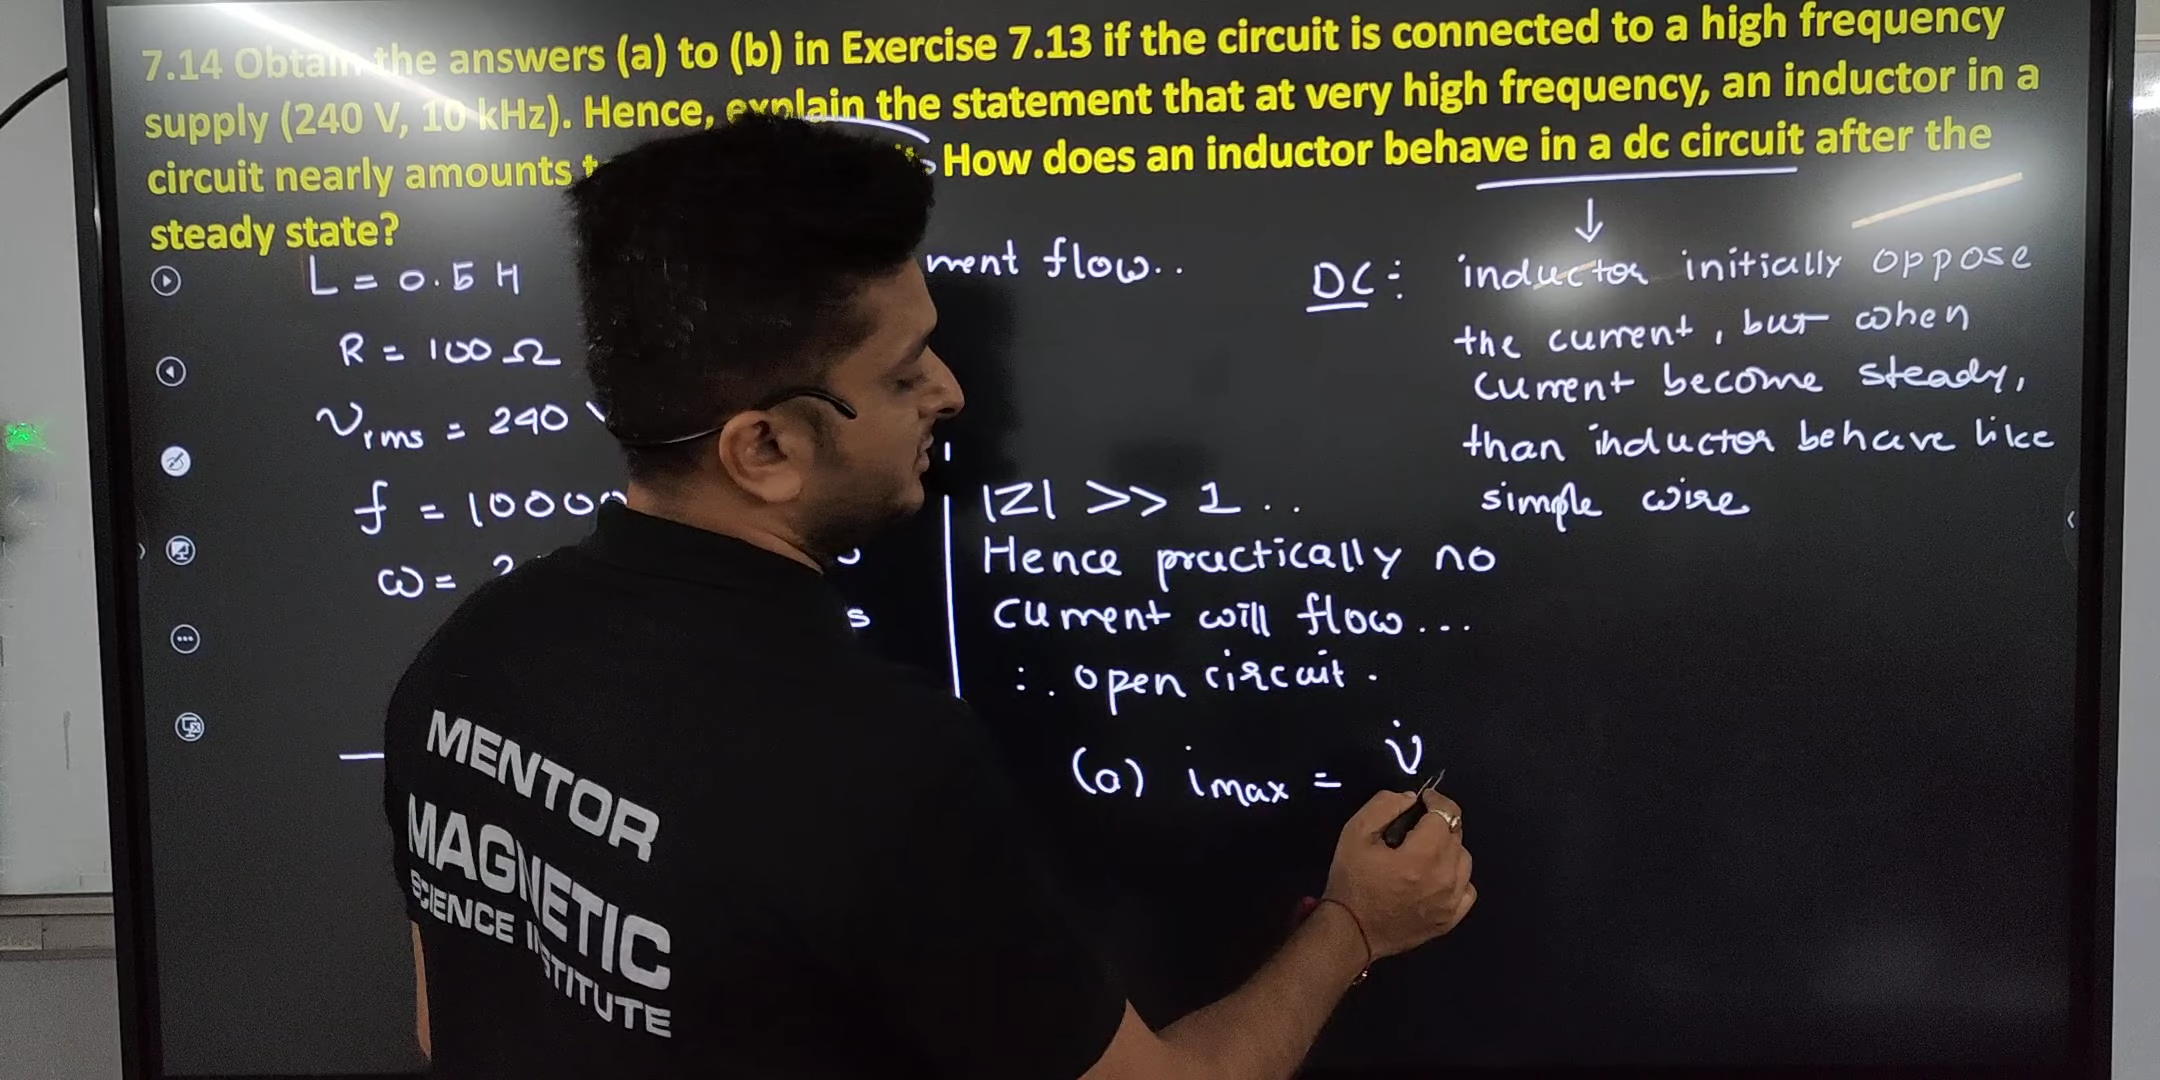 7.14 Obtain the answers (a) to (b) in Exercise 7.13 if the circuit is connected to a high frequency
supply (240 V, 10 kHz). Hence, explain the statement that at very high frequency, an inductor in a
circuit nearly amounts How does an inductor behave in a dc circuit after the
steady state?
L = 0.5 H
R = 100 Ω
Vrms = 240
f = 1000
ω =
flow..
|Z| >> 1 ..
Hence practically no
current will flow...
∴ open circuit.
(a) imax = V
DC : inductor initially oppose
the current, but when
current become steady,
than inductor behave like
simple wire
MENTOR
MAGNETIC
SCIENCE INSTITUTE